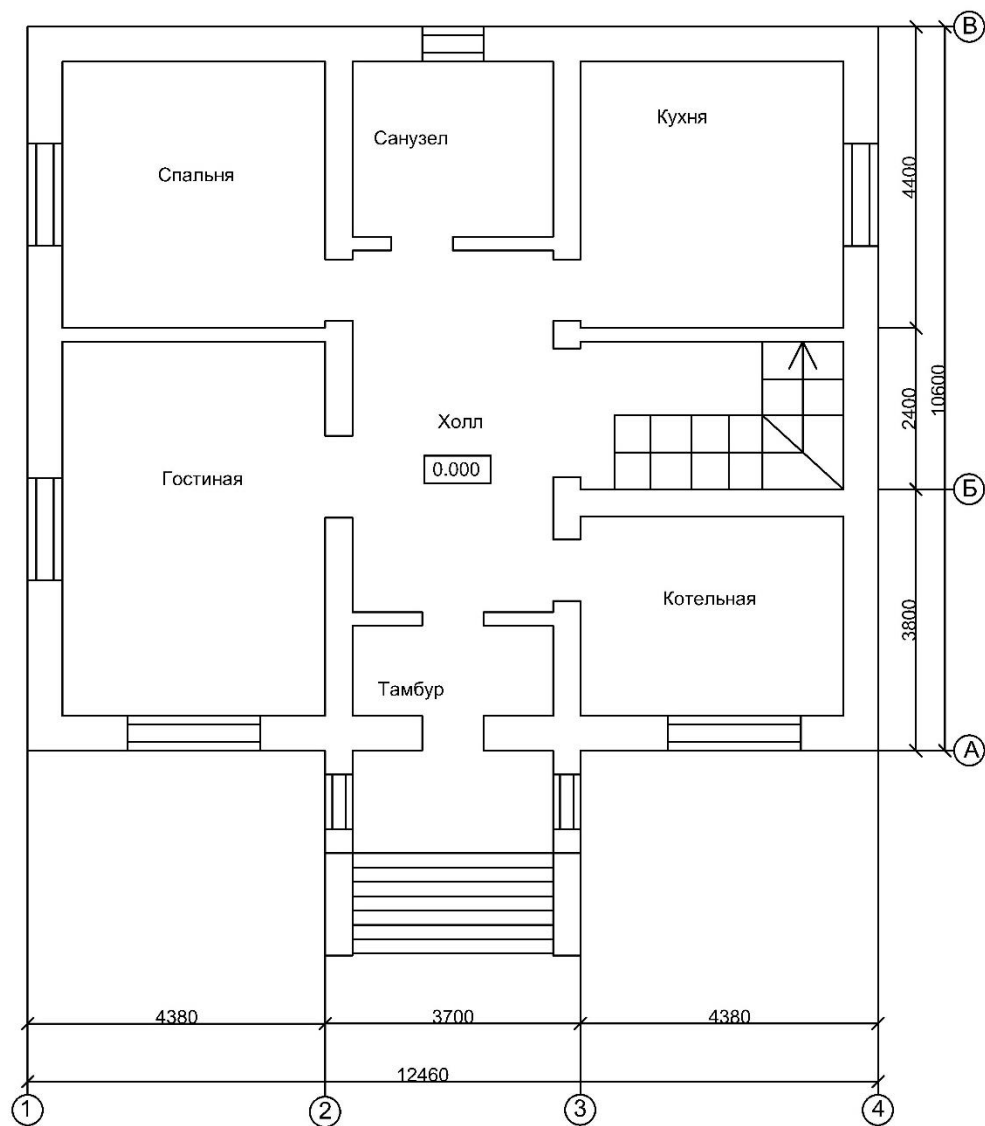 В
Кухня
Санузел
Спальня
4400
2400
10600
Холл
0.000
Гостиная
Б
Котельная
3800
Тамбур
А
4380
3700
4380
12460
1
2
3
4